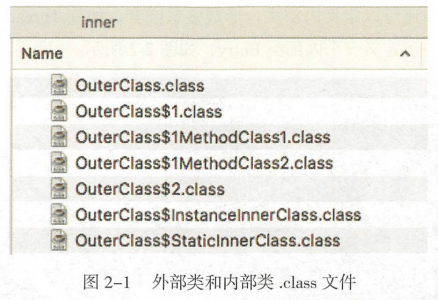 inner
Name
OuterClass.class
OuterClass$1.class
OuterClass$1MethodClass1.class
OuterClass$1MethodClass2.class
OuterClass$2.class
OuterClass$InstanceInnerClass.class
OuterClass$StaticInnerClass.class
图 2-1 外部类和内部类 .class 文件